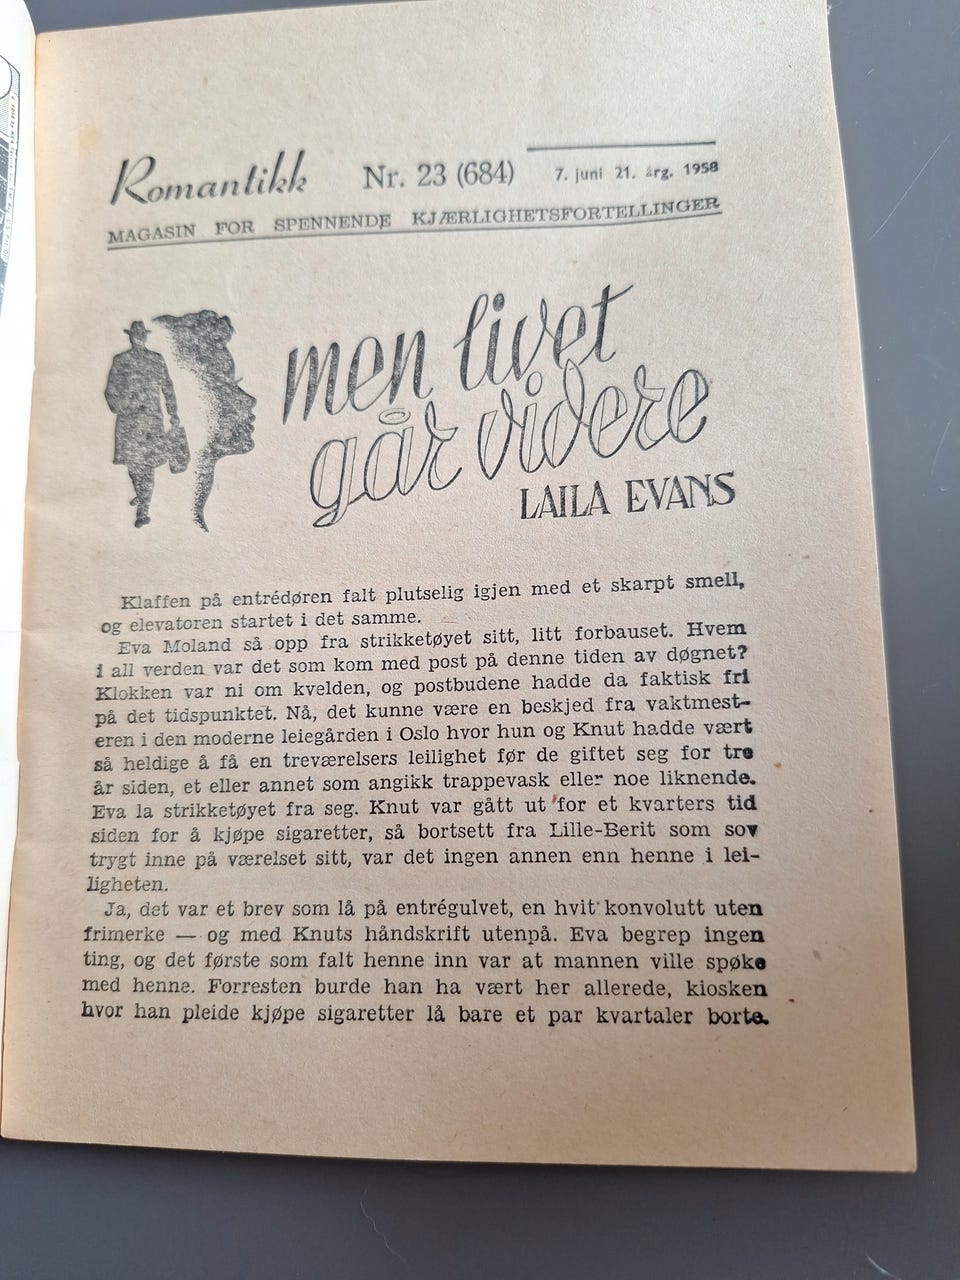 Romantikk Nr. 23 (684) 7. juni 21. årg. 1958
MAGASIN FOR SPENNENDE KJÆRLIGHETSFORTELLINGER
men livet
går videre
LAILA EVANS
Klaffen på entrédøren falt plutselig igjen med et skarpt smell,
og elevatoren startet i det samme.
Eva Moland så opp fra strikketøyet sitt, litt forbauset. Hvem
i all verden var det som kom med post på denne tiden av døgnet?
Klokken var ni om kvelden, og postbudene hadde da faktisk fri
på det tidspunktet. Nå, det kunne være en beskjed fra vaktmest-
eren i den moderne leiegården i Oslo hvor hun og Knut hadde vært
så heldige å få en treværelsers leilighet før de giftet seg for tre
år siden, et eller annet som angikk trappevask eller noe liknende.
Eva la strikketøyet fra seg. Knut var gått ut for et kvarters tid
siden for å kjøpe sigaretter, så bortsett fra Lille-Berit som sov
trygt inne på værelset sitt, var det ingen annen enn henne i lei-
ligheten.
Ja, det var et brev som lå på entrégulvet, en hvit konvolutt uten
frimerke — og med Knuts håndskrift utenpå. Eva begrep ingen
ting, og det første som falt henne inn var at mannen ville spøke
med henne. Forresten burde han ha vært her allerede, kiosken
hvor han pleide kjøpe sigaretter lå bare et par kvartaler borte.